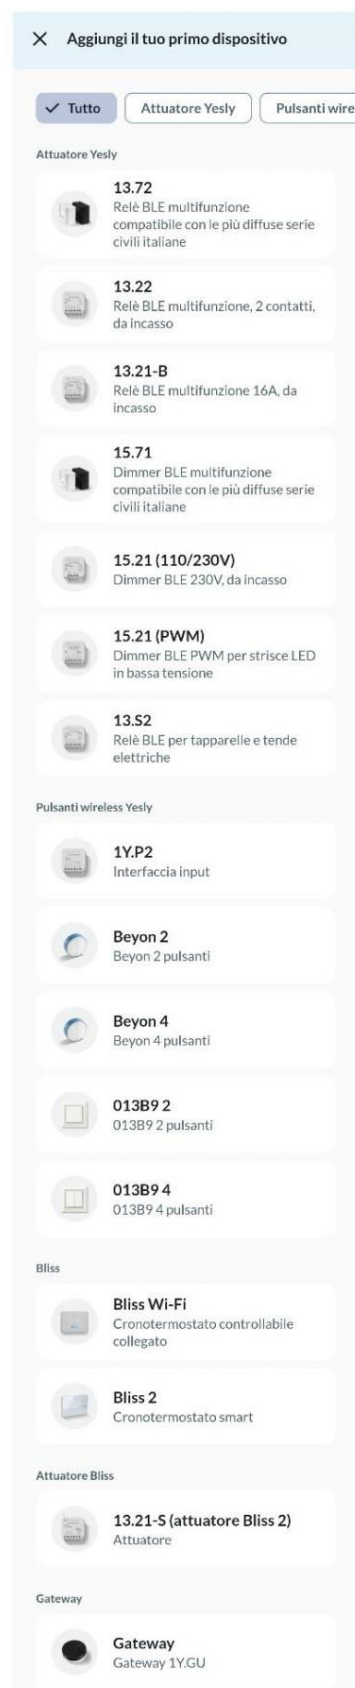 Aggiungi il tuo primo dispositivo
Tutto
Attuatore Yesly
Pulsanti wire
Attuatore Yesly
13.72
Relè BLE multifunzione
compatibile con le più diffuse serie
civili italiane
13.22
Relè BLE multifunzione, 2 contatti,
da incasso
13.21-B
Relè BLE multifunzione 16A, da
incasso
15.71
Dimmer BLE multifunzione
compatibile con le più diffuse serie
civili italiane
15.21 (110/230V)
Dimmer BLE 230V, da incasso
15.21 (PWM)
Dimmer BLE PWM per strisce LED
in bassa tensione
13.S2
Relè BLE per tapparelle e tende
elettriche
Pulsanti wireless Yesly
1Y.P2
Interfaccia input
Beyon 2
Beyon 2 pulsanti
Beyon 4
Beyon 4 pulsanti
013B9 2
013B9 2 pulsanti
013B9 4
013B9 4 pulsanti
Bliss
Bliss Wi-Fi
Cronotermostato controllabile
collegato
Bliss 2
Cronotermostato smart
Attuatore Bliss
13.21-S (attuatore Bliss 2)
Attuatore
Gateway
Gateway
Gateway 1Y.GU